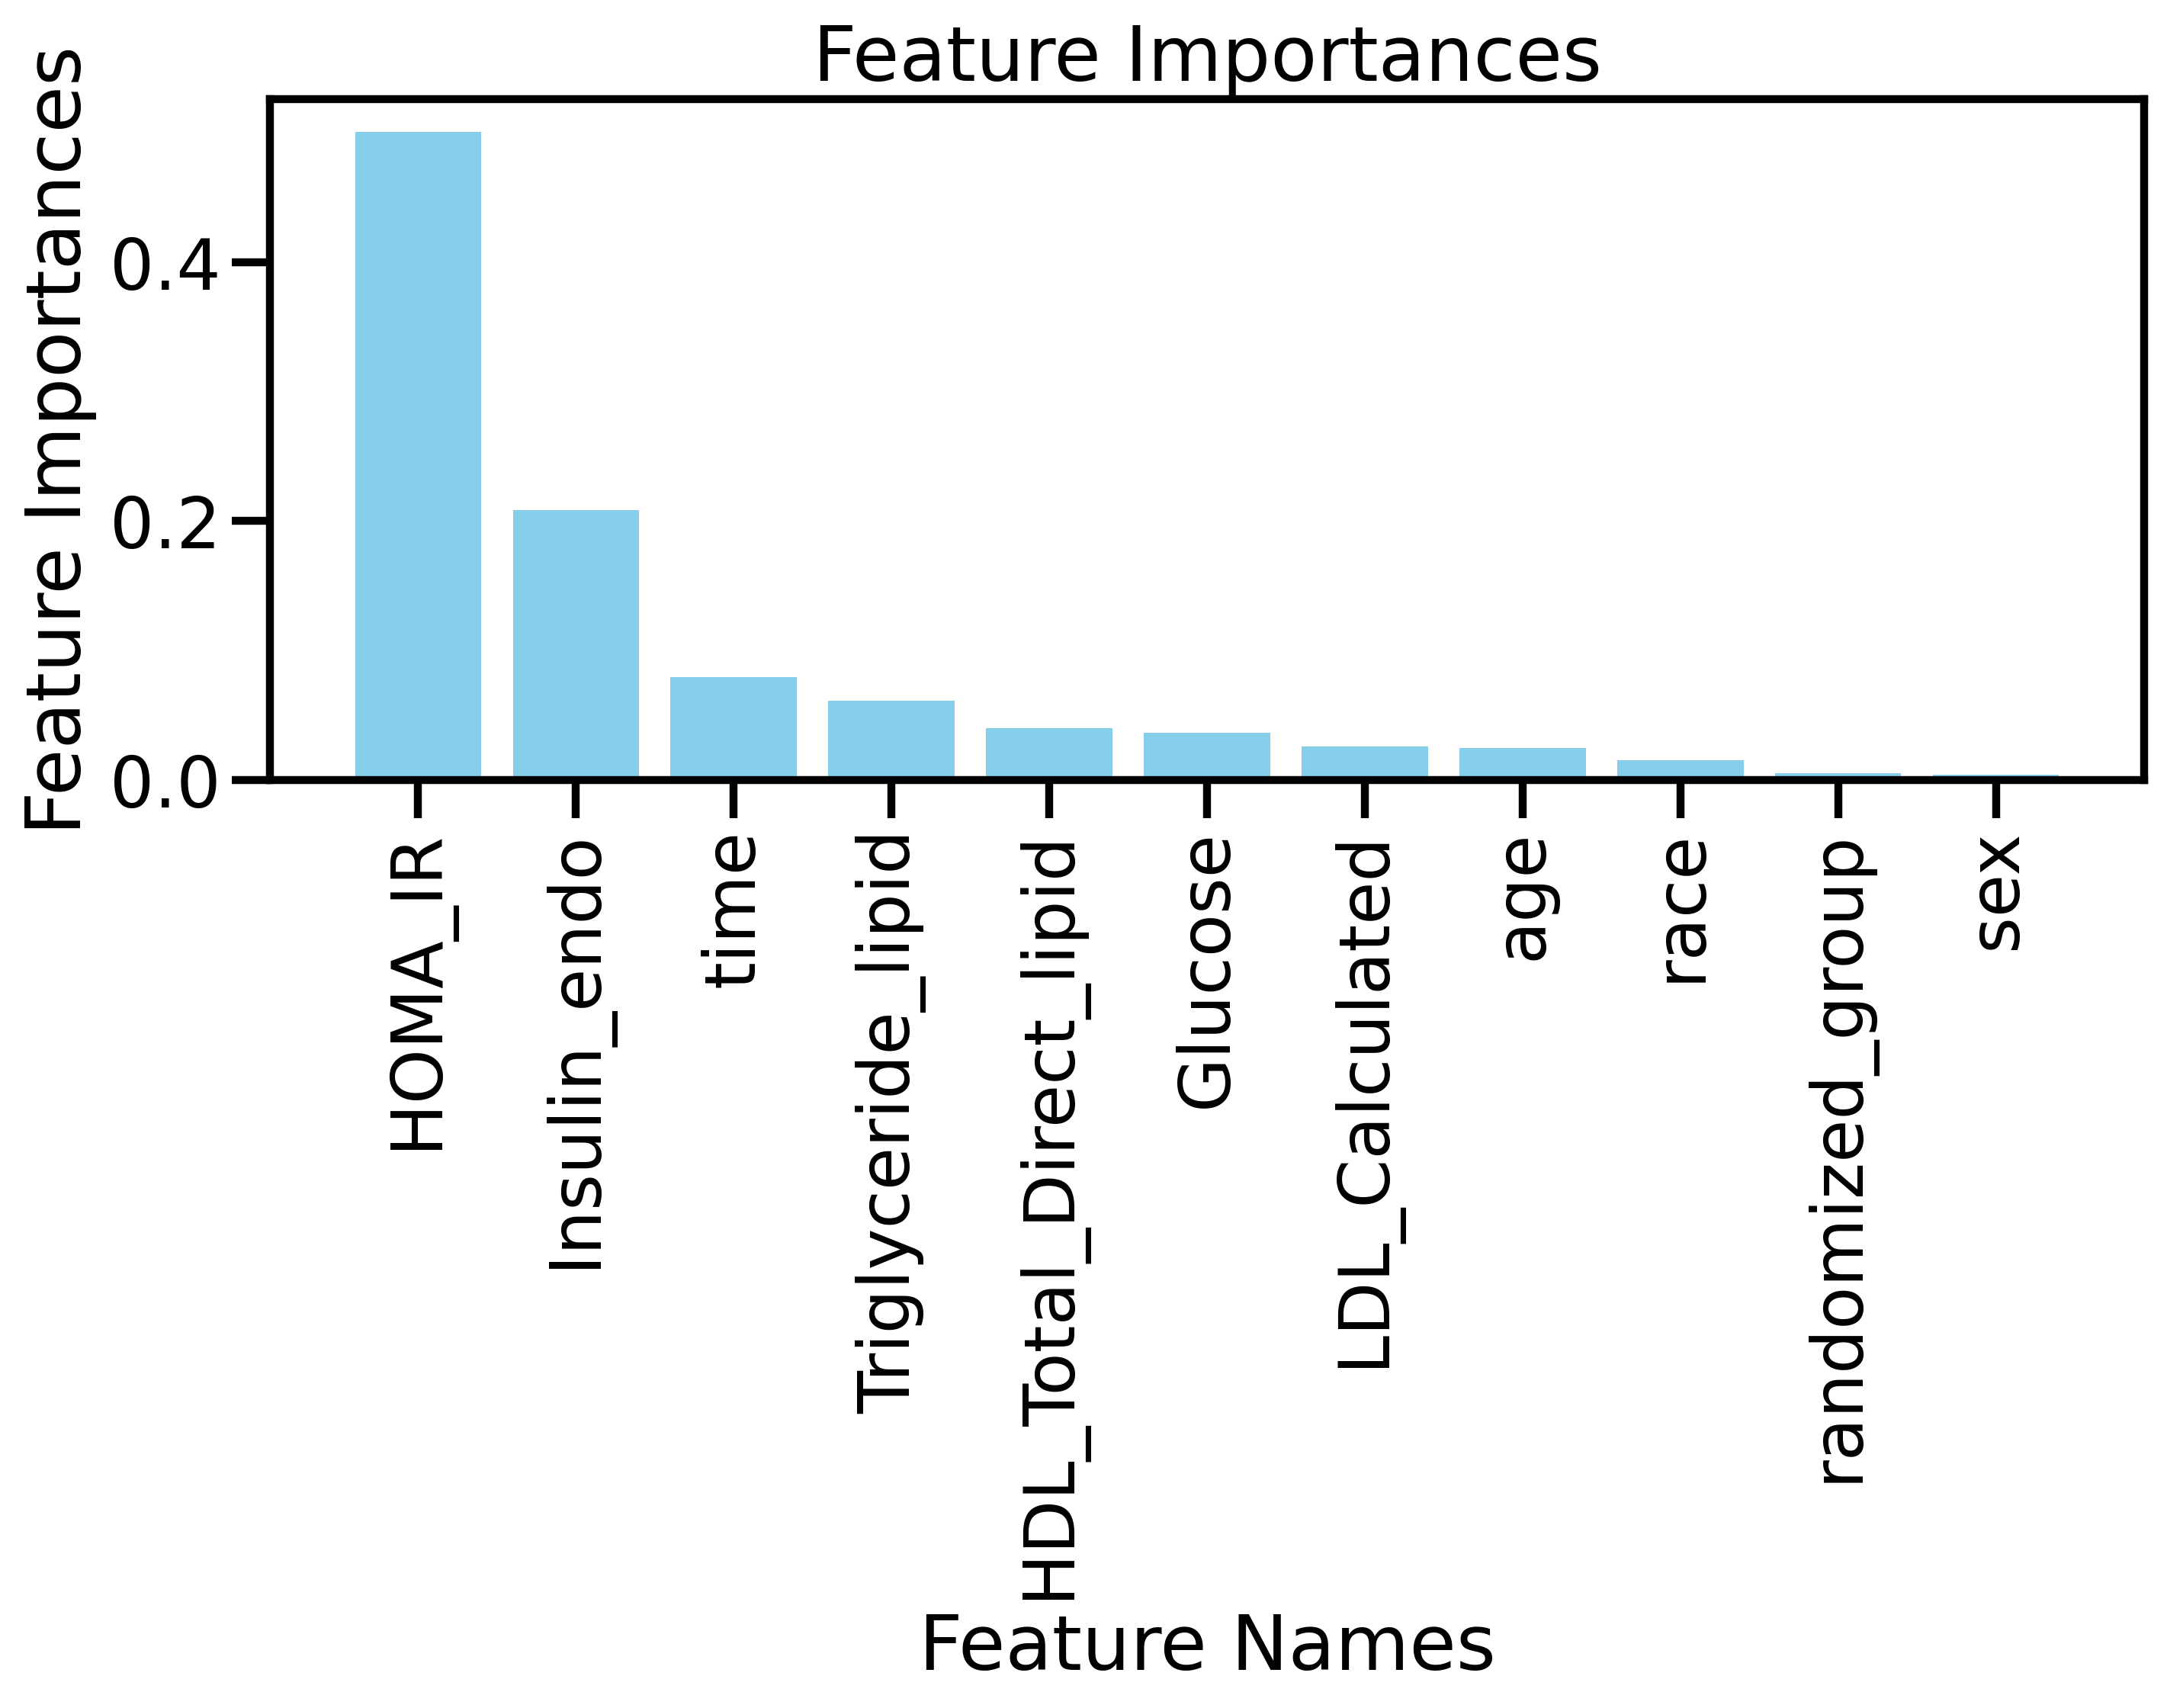 Feature Importances
Feature Importances
0.4
0.2
0.0
HOMA_IR
Insulin_endo
time
Triglyceride_lipid
HDL_Total_Direct_lipid
Glucose
LDL_Calculated
age
race
randomized_group
sex
Feature Names